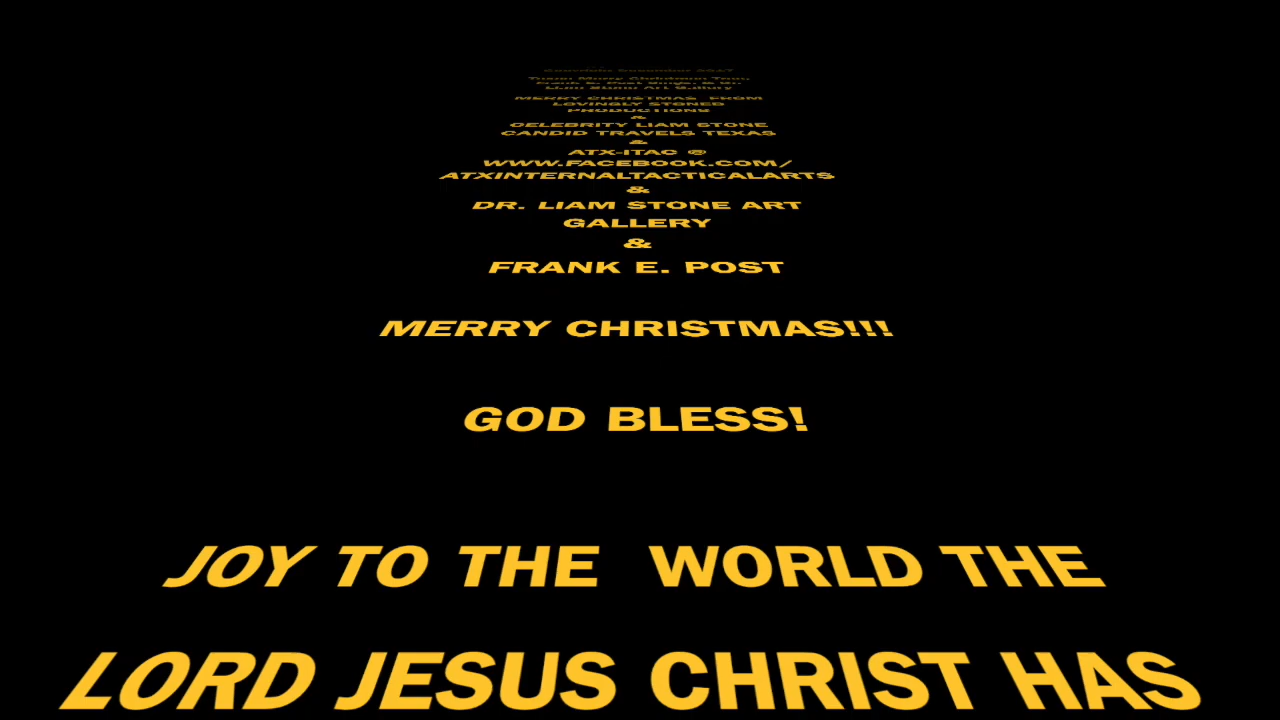 MERRY CHRISTMAS FROM
LOVINGLY STONED
PRODUCTIONS
&
CELEBRITY LIAM STONE
CANDID TRAVELS TEXAS
&
ATX-ITAC @
WWW.FACEBOOK.COM/
ATXINTERNALTACTICALARTS
&
DR. LIAM STONE ART
GALLERY
&
FRANK E. POST
MERRY CHRISTMAS!!!
GOD BLESS!
JOY TO THE  WORLD THE
LORD JESUS CHRIST HAS